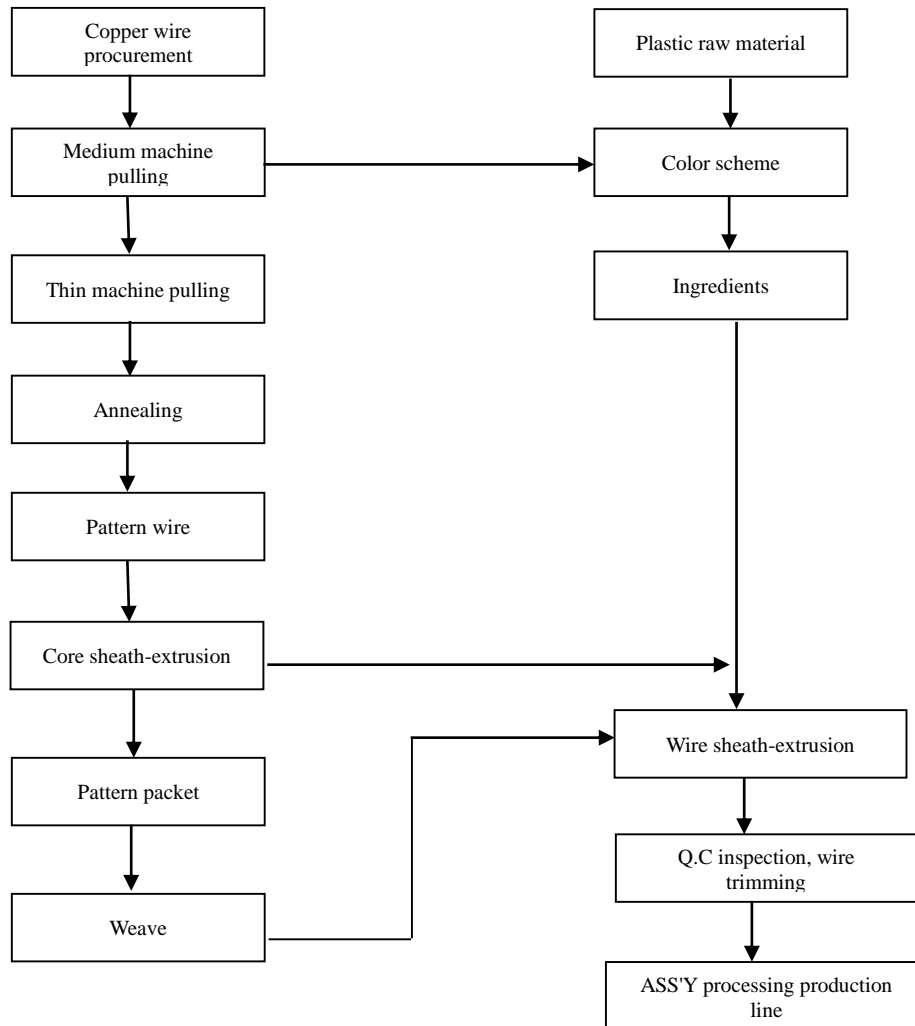 Copper wire
procurement
Plastic raw material
Medium machine
pulling
Color scheme
Thin machine pulling
Ingredients
Annealing
Pattern wire
Core sheath-extrusion
Wire sheath-extrusion
Pattern packet
Q.C inspection, wire
trimming
Weave
ASS'Y processing production
line